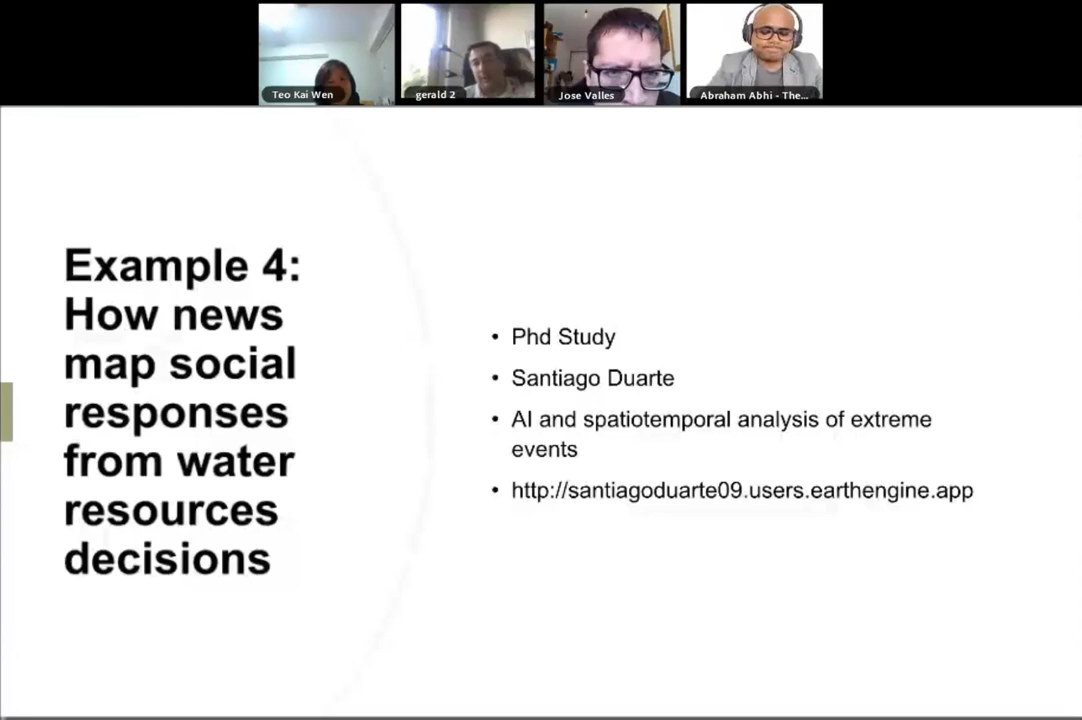 Teo Kai Wen
gerald 2
Jose Valles
Abraham Abhi - The...
Example 4:
How news
map social
responses
from water
resources
decisions
• Phd Study
• Santiago Duarte
• AI and spatiotemporal analysis of extreme
events
• http://santiagoduarte09.users.earthengine.app